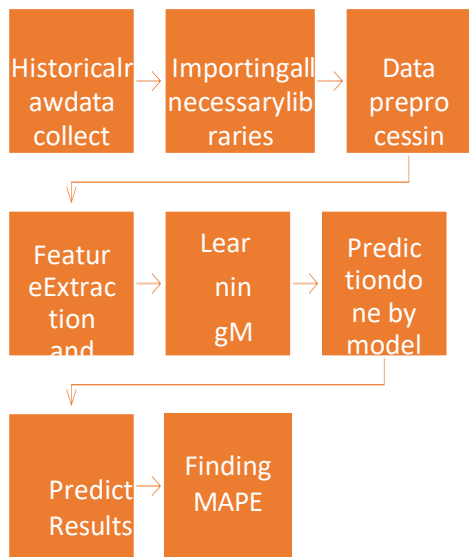 Historicalr
awdata
collect
Importingall
necessarylib
raries
Data
prepro
cessin
Featur
eExtrac
tion
and
Lear
nin
gM
Predic
tiondo
ne by
model
Predict
Results
Finding
MAPE